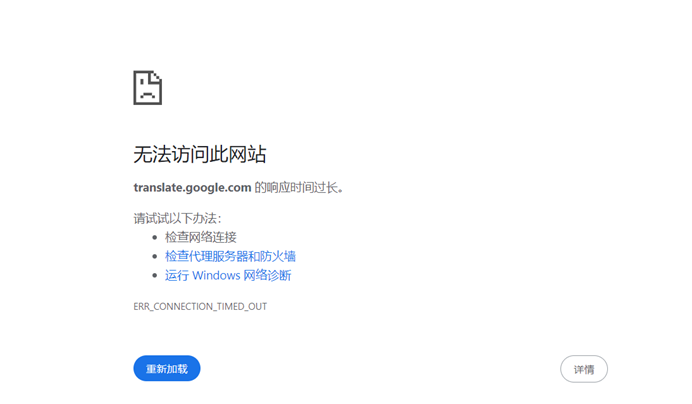 无法访问此网站
translate.google.com 的响应时间过长。
请试试以下办法：
检查网络连接
检查代理服务器和防火墙
运行 Windows 网络诊断
ERR_CONNECTION_TIMED_OUT
重新加载
详情